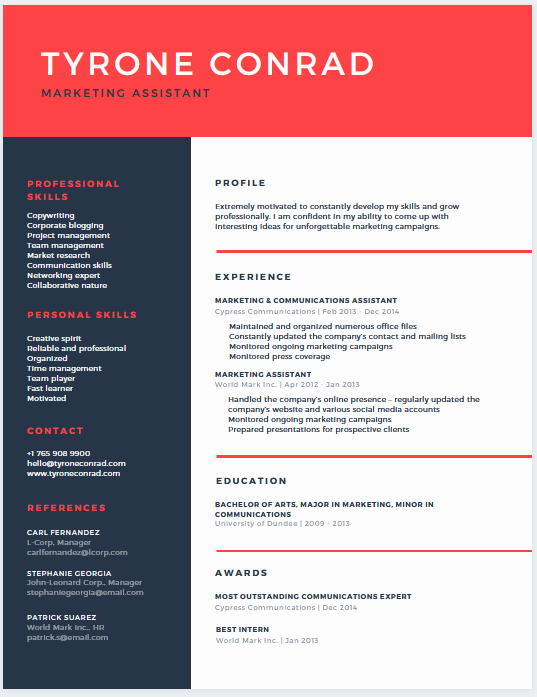 TYRONE CONRAD
MARKETING ASSISTANT
PROFESSIONAL
SKILLS
Copywriting
Corporate blogging
Project management
Team management
Market research
Communication skills
Networking expert
Collaborative nature
PERSONAL SKILLS
Creative spirit
Reliable and professional
Organized
Time management
Team player
Fast learner
Motivated
CONTACT
+1 765 908 9900
hello@tyroneconrad.com
www.tyroneconrad.com
REFERENCES
CARL FERNANDEZ
L-Corp, Manager
carlfernandez@lcorp.com
STEPHANIE GEORGIA
John-Leonard Corp., Manager
stephaniegeorgia@email.com
PATRICK SUAREZ
World Mark Inc., HR
patrick.s@email.com
PROFILE
Extremely motivated to constantly develop my skills and grow
professionally. I am confident in my ability to come up with
interesting ideas for unforgettable marketing campaigns.
EXPERIENCE
MARKETING & COMMUNICATIONS ASSISTANT
Cypress Communications | Feb 2013 - Dec 2014
Maintained and organized numerous office files
Constantly updated the company's contact and mailing lists
Monitored ongoing marketing campaigns
Monitored press coverage
MARKETING ASSISTANT
World Mark Inc. | Apr 2012 - Jan 2013
Handled the company's online presence – regularly updated the
company's website and various social media accounts
Monitored ongoing marketing campaigns
Prepared presentations for prospective clients
EDUCATION
BACHELOR OF ARTS, MAJOR IN MARKETING, MINOR IN
COMMUNICATIONS
University of Dundee | 2009 - 2013
AWARDS
MOST OUTSTANDING COMMUNICATIONS EXPERT
Cypress Communications | Dec 2014
BEST INTERN
World Mark Inc. | Jan 2013